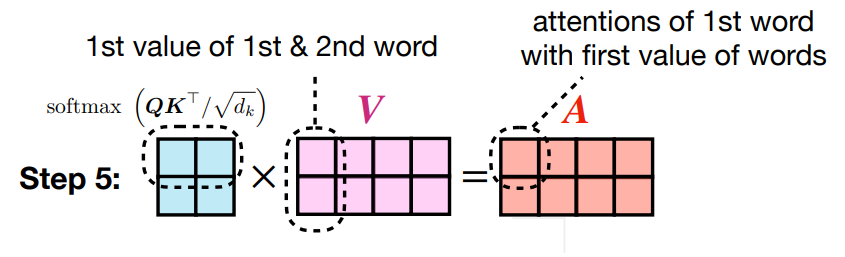 attentions of 1st word
with first value of words
1st value of 1st & 2nd word
softmax (QK⊤/√dₖ)
V
A
Step 5: × =